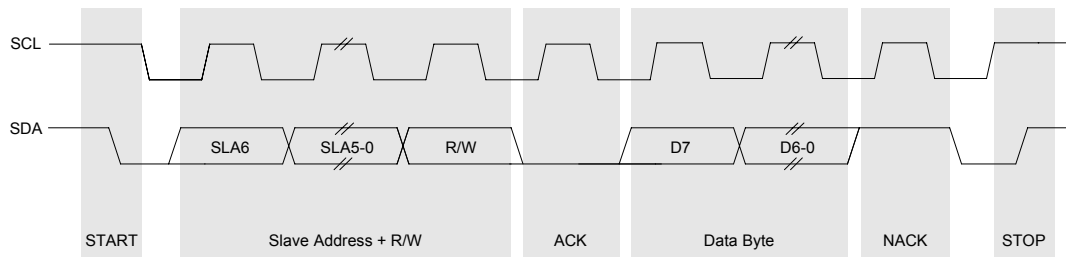 SCL
SDA
SLA6 SLA5-0 R/W D7 D6-0
START Slave Address + R/W ACK Data Byte NACK STOP